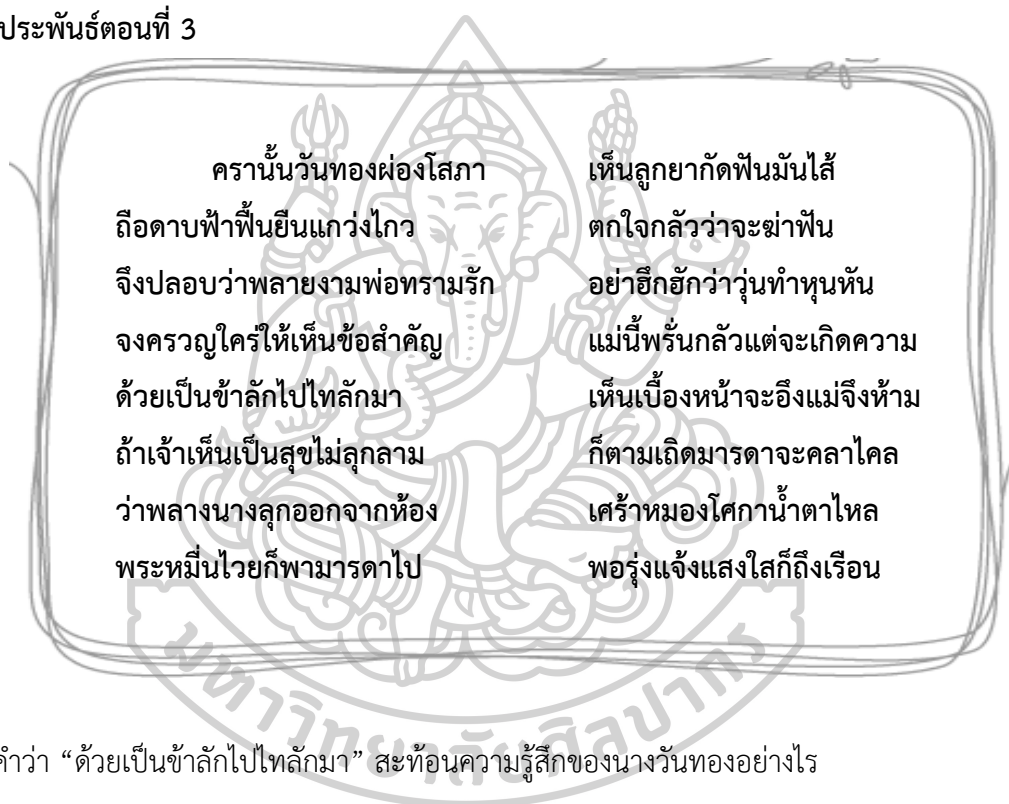 ประพันธ์ตอนที่ 3
ครานั้นวันทองผ่องโสภา เห็นลูกยากัดฟันมันไส้
ถือดาบฟ้าฟื้นยืนแกว่งไกว ตกใจกลัวว่าจะฆ่าฟัน
จึงปลอบว่าพลายงามพ่อทรามรัก อย่าฮึกฮักว่าวุ่นทำหุนหัน
จงครวญใคร่ให้เห็นข้อสำคัญ แม่นี้พรั่นกลัวแต่จะเกิดความ
ด้วยเป็นข้าลักไปไทลักมา เห็นเบื้องหน้าจะอึงแม่จึงห้าม
ถ้าเจ้าเห็นเป็นสุขไม่ลุกลาม ก็ตามเถิดมารดาจะคลาไคล
ว่าพลางนางลุกออกจากห้อง เศร้าหมองโศกาน้ำตาไหล
พระหมื่นไวยก็พามารดาไป พอรุ่งแจ้งแสงใสก็ถึงเรือน
มหาวิทยาลัยศิลปากร
คำว่า “ด้วยเป็นข้าลักไปไทลักมา” สะท้อนความรู้สึกของนางวันทองอย่างไร